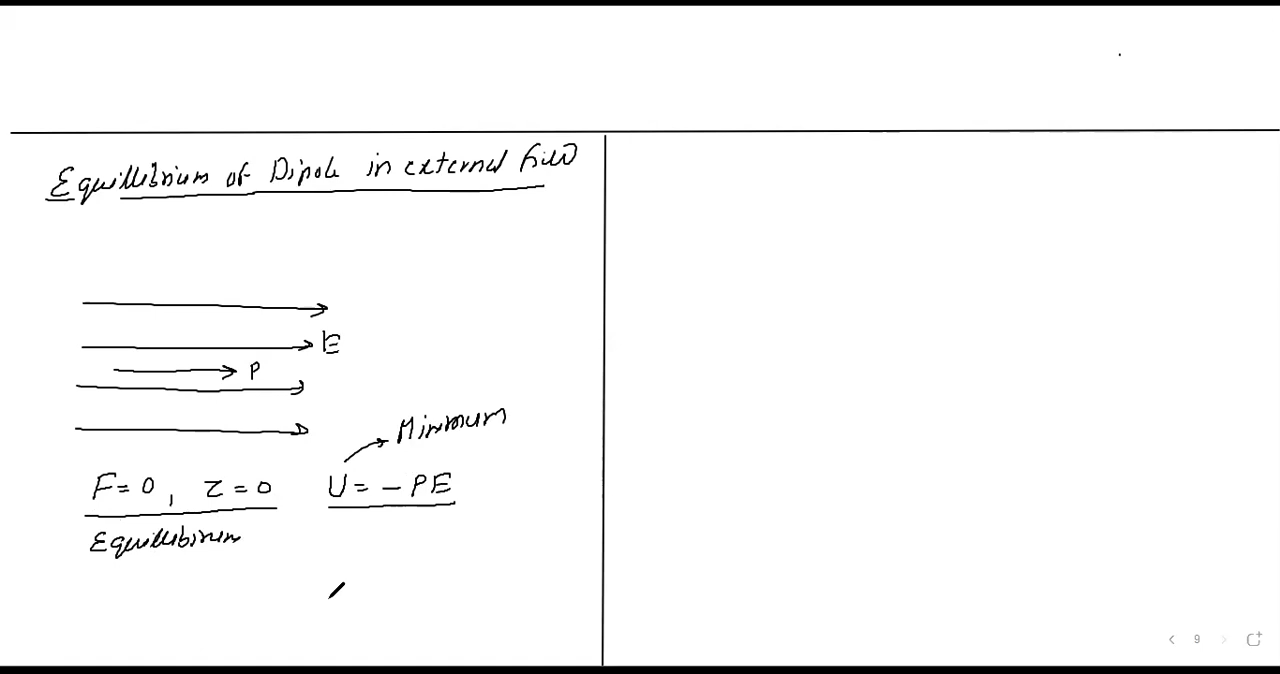 Equillibrium of Dipole in external field
E
P
Minimum
F=0, τ=0 U= -PE
Equillibrium
9